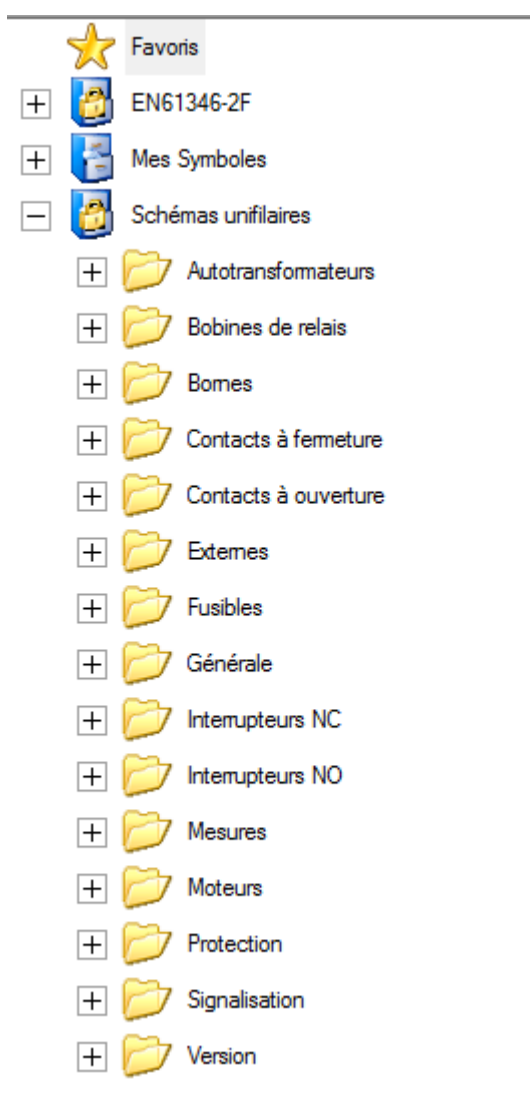 Favoris
EN61346-2F
Mes Symboles
Schémas unifilaires
Autotransformateurs
Bobines de relais
Bornes
Contacts à fermeture
Contacts à ouverture
Externes
Fusibles
Générale
Interrupteurs NC
Interrupteurs NO
Mesures
Moteurs
Protection
Signalisation
Version